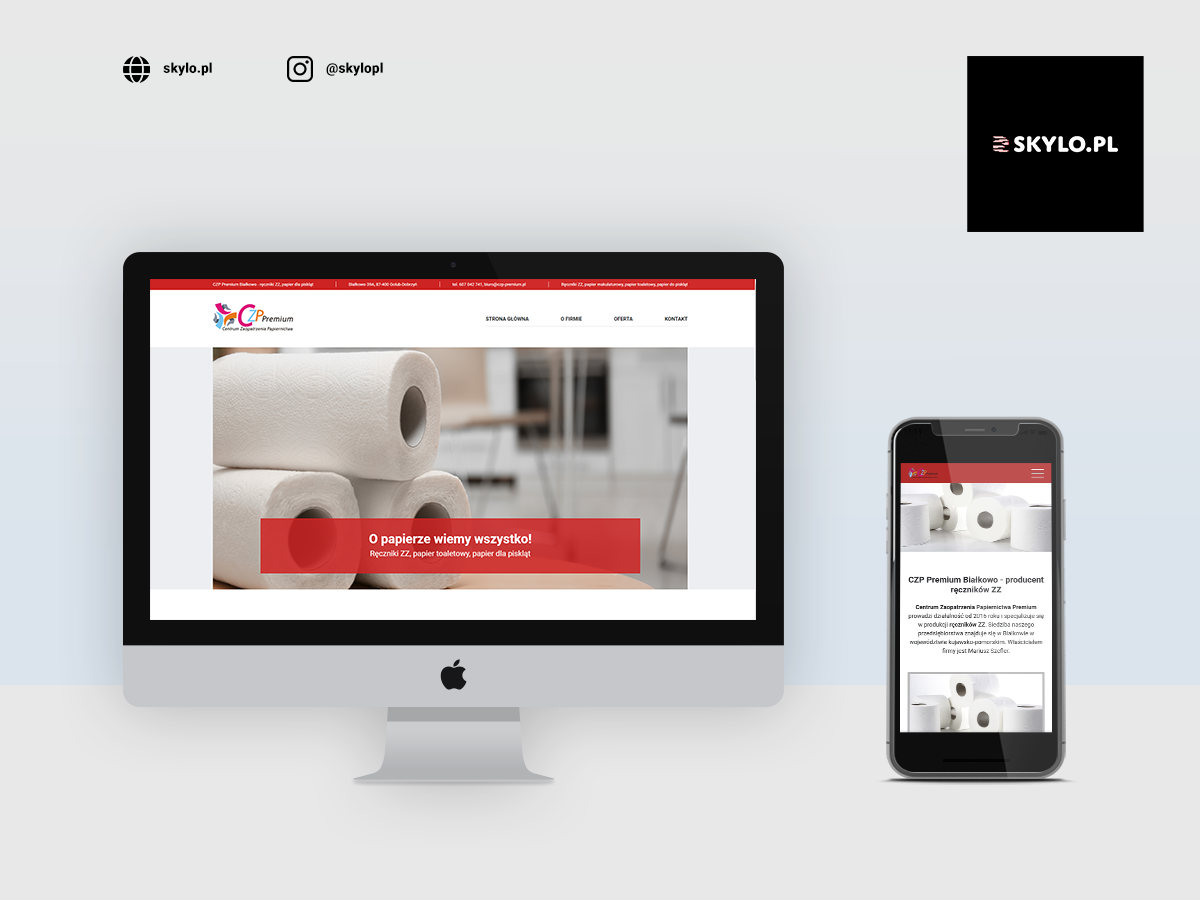 skylo.pl
@skylopl
SKYLO.PL
CZP Premium Białkowo - ręczniki ZZ, papier dla piskląt
Białkowo 39A, 87-400 Golub-Dobrzyń
tel. 607 042 741, biuro@czp-premium.pl
Ręczniki ZZ, papier makulaturowy, papier toaletowy, papier do piskląt
CZP Premium
Centrum Zaopatrzenia Papiernictwa
STRONA GŁÓWNA
O FIRMIE
OFERTA
KONTAKT
O papierze wiemy wszystko!
Ręczniki ZZ, papier toaletowy, papier dla piskląt
CZP Premium Białkowo - producent
ręczników ZZ
Centrum Zaopatrzenia Papiernictwa Premium
prowadzi działalność od 2016 roku i specjalizuje się
w produkcji ręczników ZZ. Siedziba naszego
przedsiębiorstwa znajduje się w Białkowie w
województwie kujawsko-pomorskim. Właścicielem
firmy jest Mariusz Szefler.